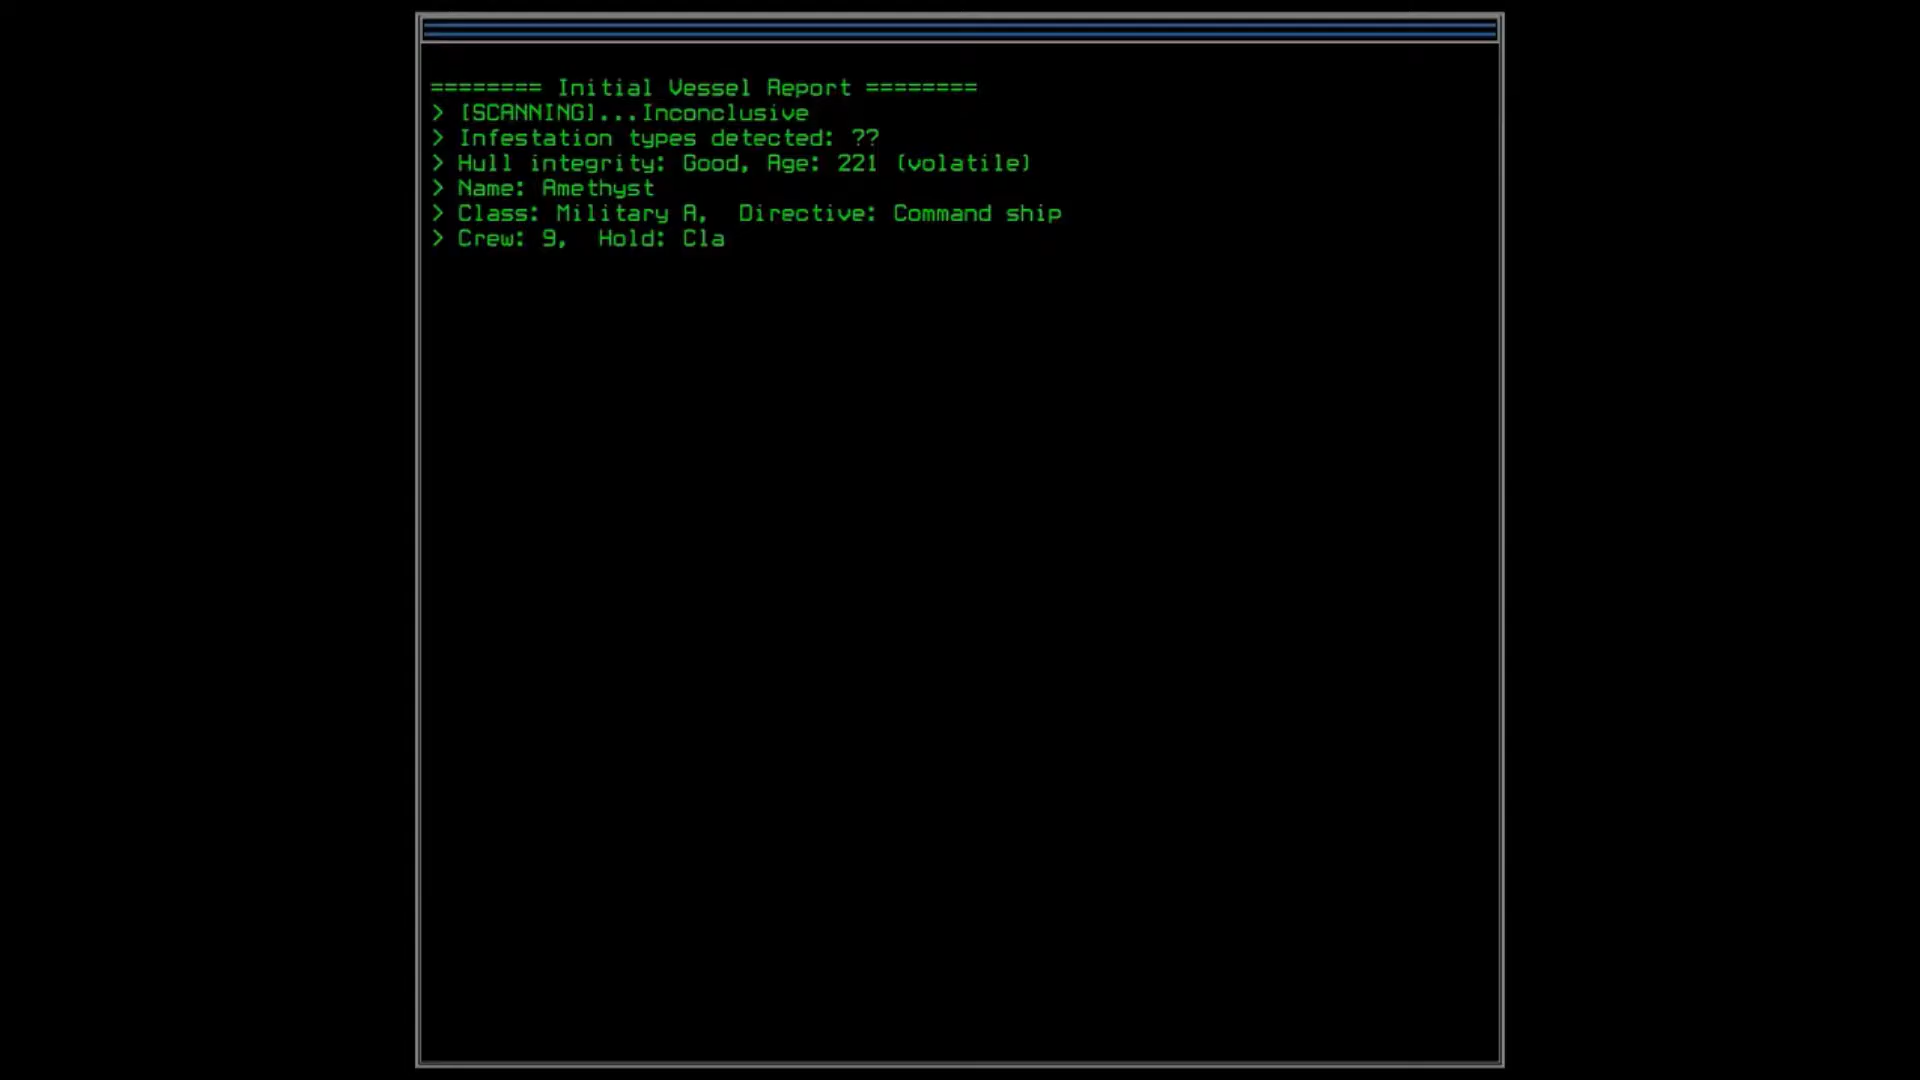 ======== Initial Vessel Report ========
> [SCANNING]...Inconclusive
> Infestation types detected: ??
> Hull integrity: Good, Age: 221 (volatile)
> Name: Amethyst
> Class: Military A,  Directive: Command ship
> Crew: 9,  Hold: Cla